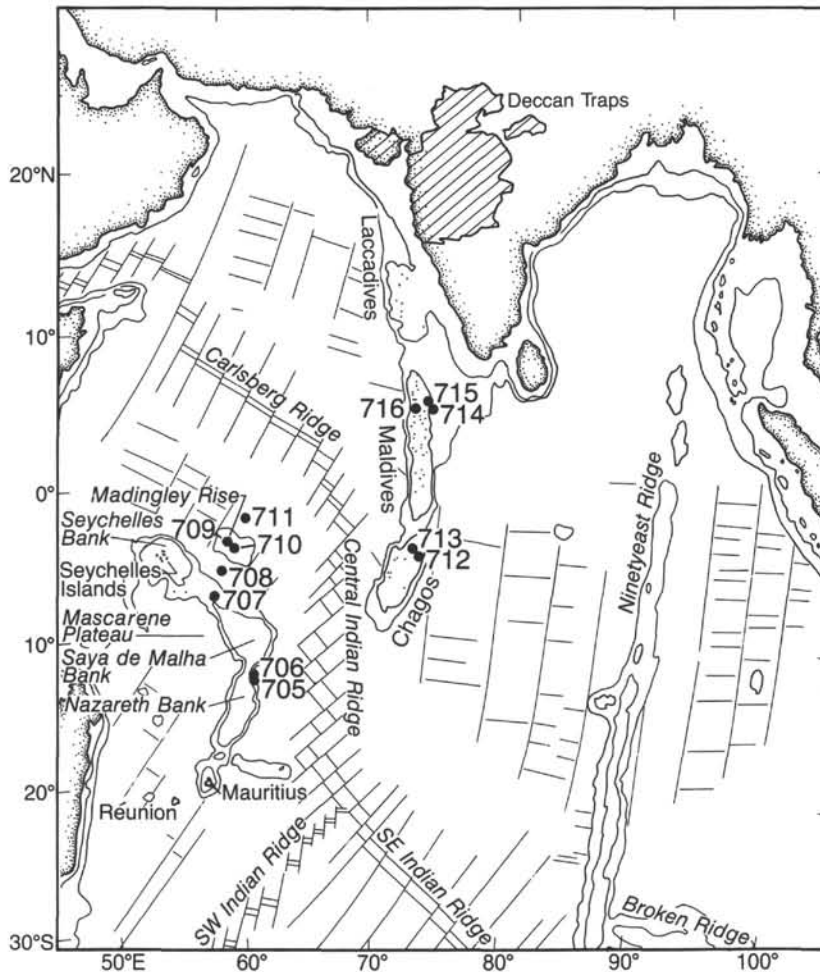 Deccan Traps
20°N
Laccadives
10°
Carlsberg Ridge
715
716
714
Maldives
0°
Madingley Rise
711
Seychelles
Bank
709
710
713
712
Seychelles
Islands
708
707
Chagos
Central Indian Ridge
Ninetyeast Ridge
Mascarene
Plateau
10°
Saya de Malha
Bank
706
705
Nazareth Bank
20°
Mauritius
Réunion
SW Indian Ridge
SE Indian Ridge
Broken Ridge
30°S
50°E
60°
70°
80°
90°
100°